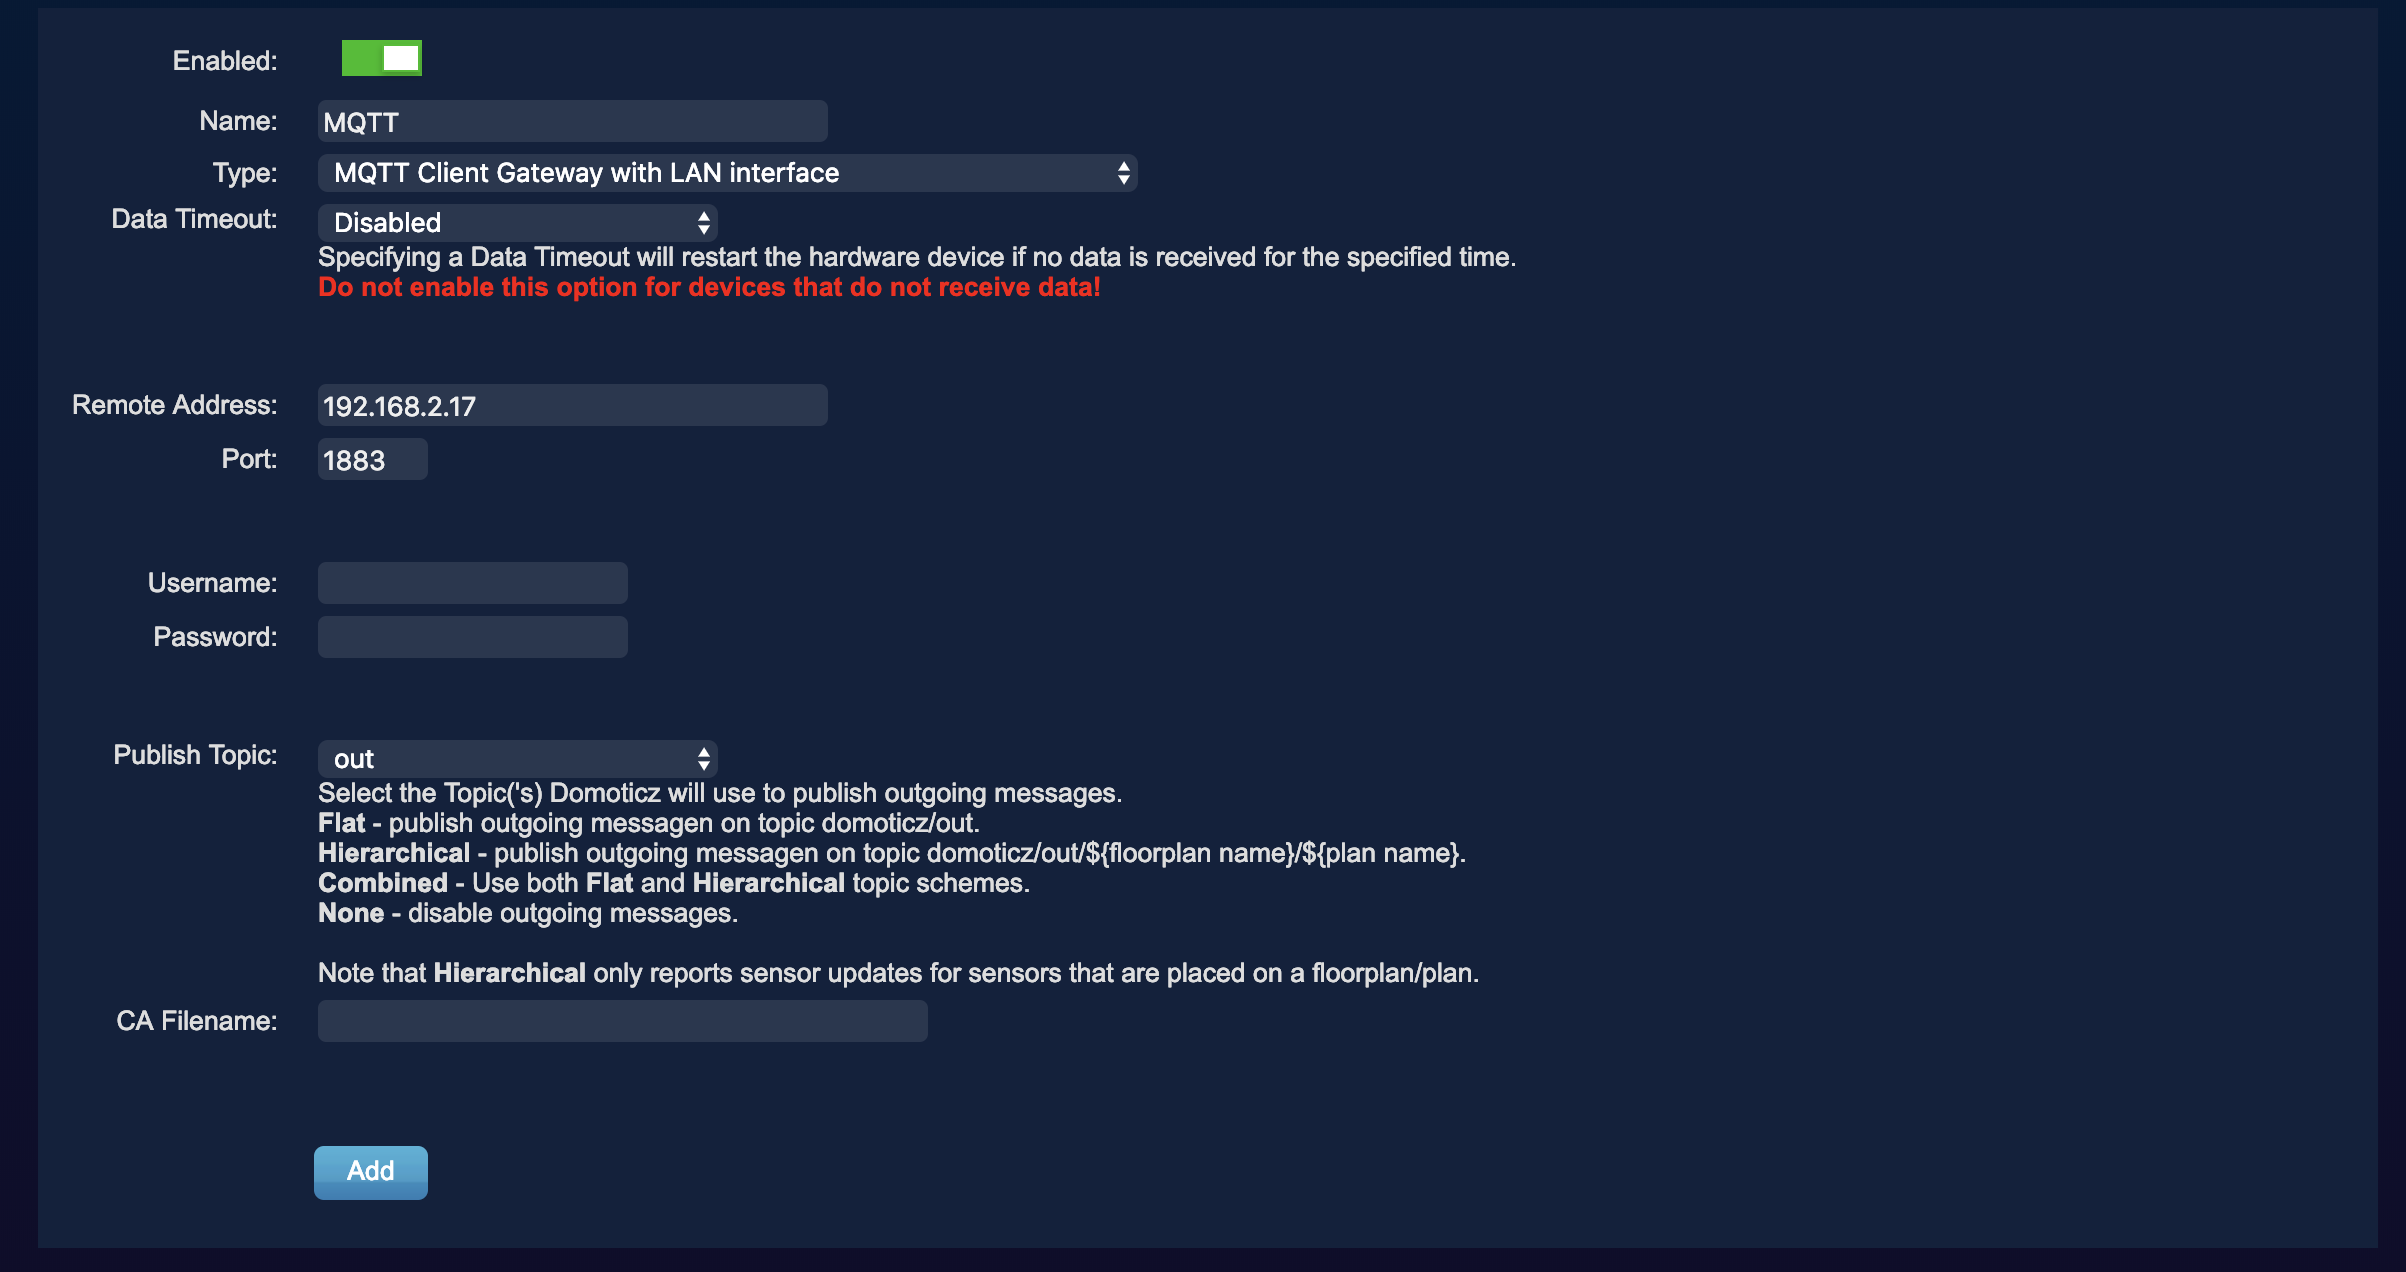 Enabled:
Name: MQTT
Type: MQTT Client Gateway with LAN interface
Data Timeout: Disabled
Specifying a Data Timeout will restart the hardware device if no data is received for the specified time.
Do not enable this option for devices that do not receive data!
Remote Address: 192.168.2.17
Port: 1883
Username:
Password:
Publish Topic: out
Select the Topic('s) Domoticz will use to publish outgoing messages.
Flat - publish outgoing messagen on topic domoticz/out.
Hierarchical - publish outgoing messagen on topic domoticz/out/${floorplan name}/${plan name}.
Combined - Use both Flat and Hierarchical topic schemes.
None - disable outgoing messages.
Note that Hierarchical only reports sensor updates for sensors that are placed on a floorplan/plan.
CA Filename:
Add